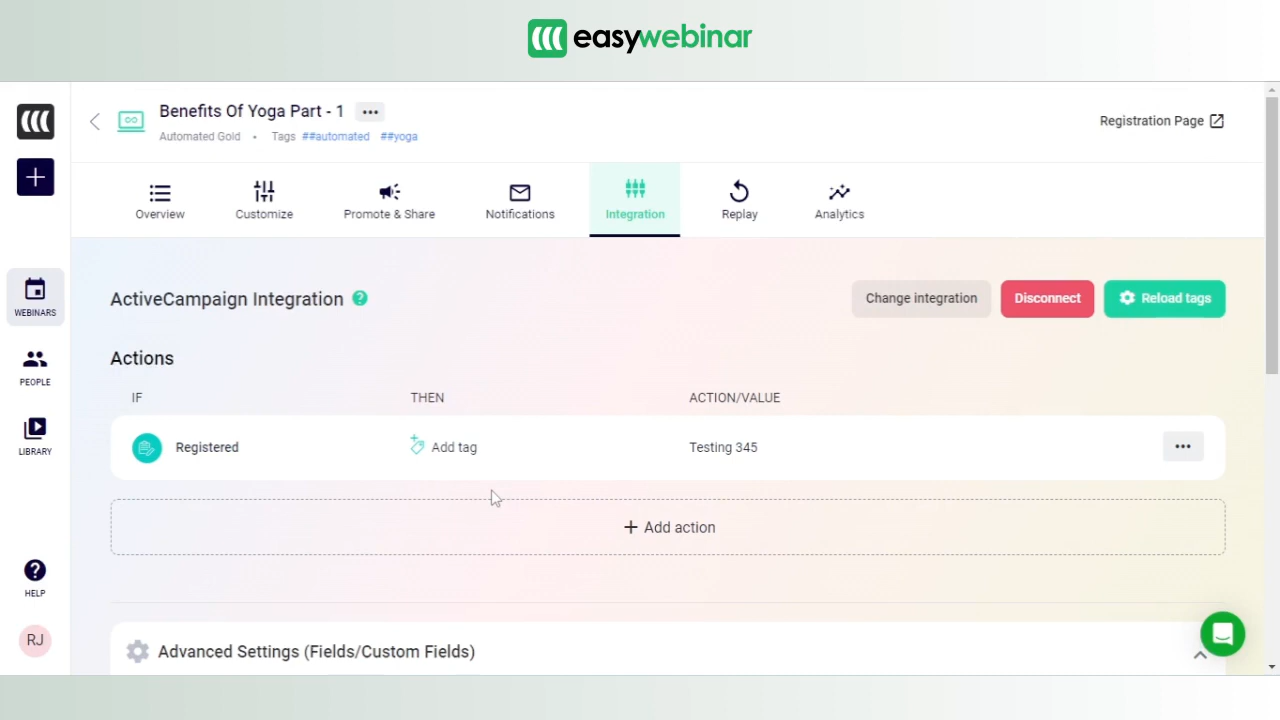 easywebinar
Benefits Of Yoga Part - 1
Automated Gold • Tags ##automated ##yoga
Registration Page
Overview
Customize
Promote & Share
Notifications
Integration
Replay
Analytics
WEBINARS
PEOPLE
LIBRARY
HELP
RJ
ActiveCampaign Integration ?
Change integration
Disconnect
Reload tags
Actions
IF THEN ACTION/VALUE
Registered Add tag Testing 345
+ Add action
Advanced Settings (Fields/Custom Fields)